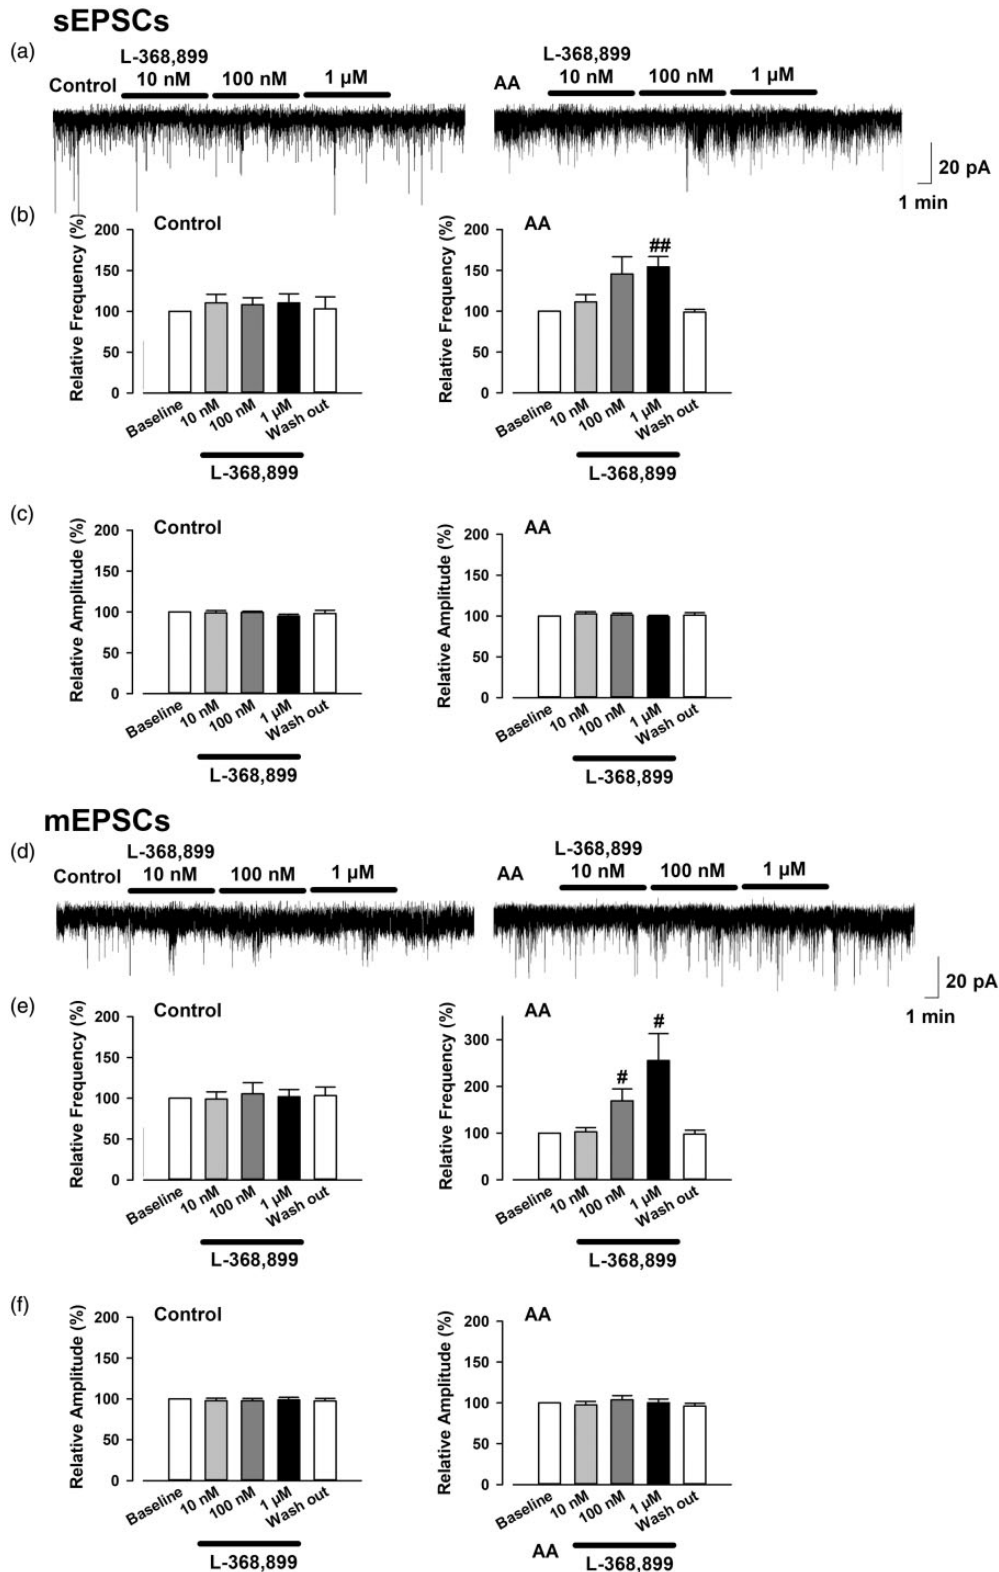 sEPSCs
(a)
L-368,899
Control 10 nM 100 nM 1 µM
L-368,899
AA 10 nM 100 nM 1 µM
20 pA
1 min
(b)
Control
Relative Frequency (%)
200
150
100
50
0
Baseline 10 nM 100 nM 1 µM Wash out
L-368,899
AA
##
Relative Frequency (%)
200
150
100
50
0
Baseline 10 nM 100 nM 1 µM Wash out
L-368,899
(c)
Control
Relative Amplitude (%)
200
150
100
50
0
Baseline 10 nM 100 nM 1 µM Wash out
L-368,899
AA
Relative Amplitude (%)
200
150
100
50
0
Baseline 10 nM 100 nM 1 µM Wash out
L-368,899
mEPSCs
(d)
L-368,899
Control 10 nM 100 nM 1 µM
L-368,899
AA 10 nM 100 nM 1 µM
20 pA
1 min
(e)
Control
Relative Frequency (%)
200
150
100
50
0
Baseline 10 nM 100 nM 1 µM Wash out
L-368,899
AA
#
#
Relative Frequency (%)
300
200
100
0
Baseline 10 nM 100 nM 1 µM Wash out
L-368,899
(f)
Control
Relative Amplitude (%)
200
150
100
50
0
Baseline 10 nM 100 nM 1 µM Wash out
L-368,899
AA
Relative Amplitude (%)
200
150
100
50
0
Baseline 10 nM 100 nM 1 µM Wash out
AA L-368,899